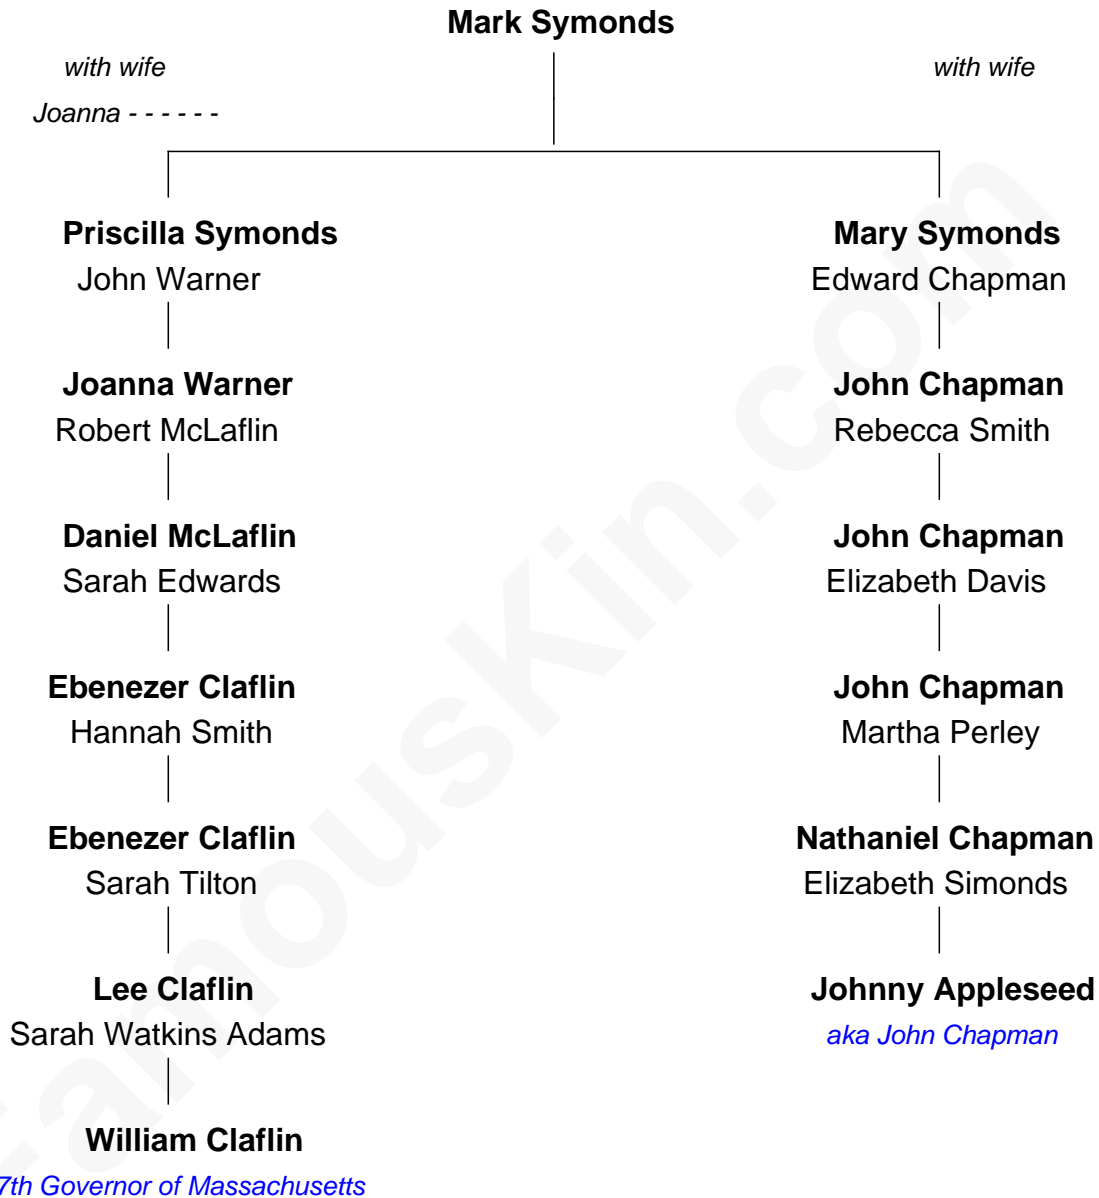 Mark Symonds
with wife
with wife
Joanna - - - - - -
Priscilla Symonds
Mary Symonds
John Warner
Edward Chapman
Joanna Warner
John Chapman
Robert McLaflin
Rebecca Smith
Daniel McLaflin
John Chapman
Sarah Edwards
Elizabeth Davis
Ebenezer Claflin
John Chapman
Hannah Smith
Martha Perley
Ebenezer Claflin
Nathaniel Chapman
Sarah Tilton
Elizabeth Simonds
Lee Claflin
Johnny Appleseed
Sarah Watkins Adams
aka John Chapman
William Claflin
7th Governor of Massachusetts
FamousKin.com